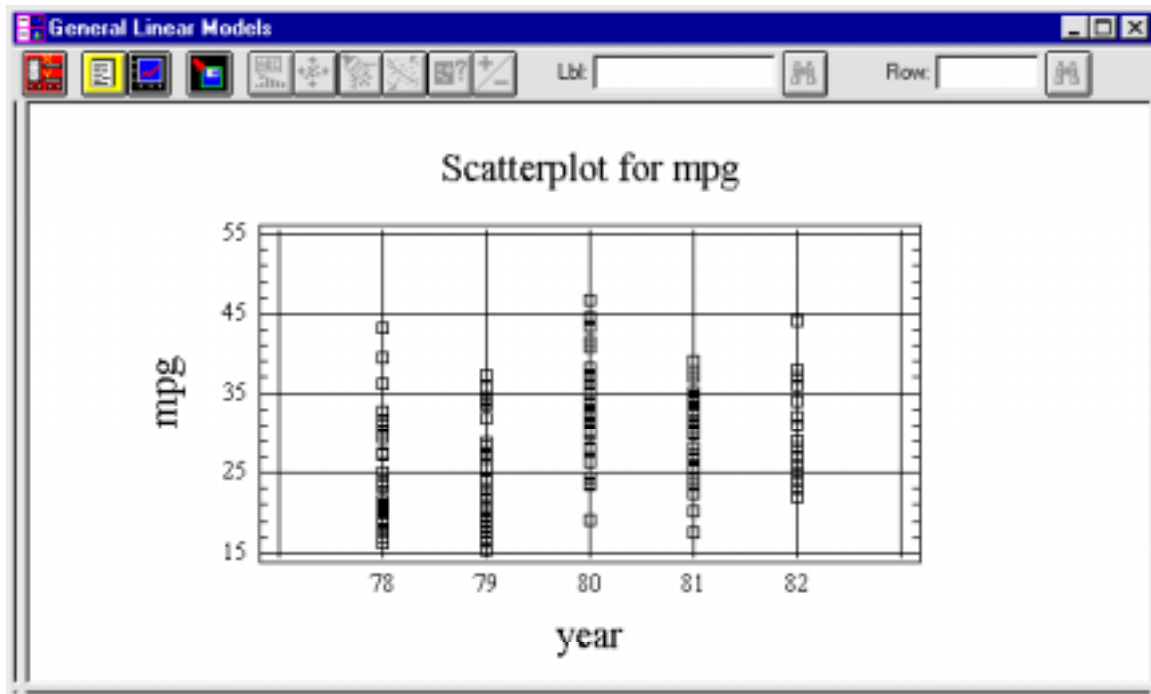 General Linear Models
Lbl:
Row:
Scatterplot for mpg
55
45
35
25
15
mpg
78 79 80 81 82
year